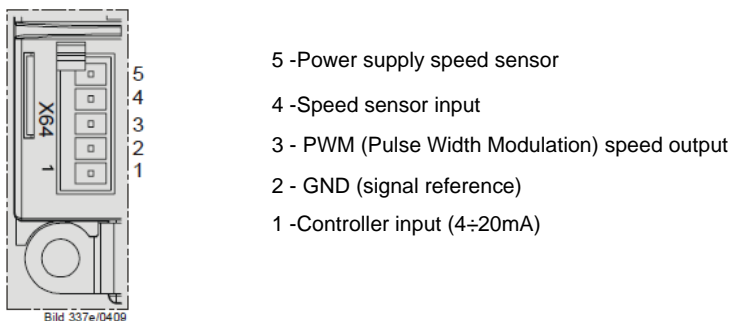 5 -Power supply speed sensor
4 -Speed sensor input
3 - PWM (Pulse Width Modulation) speed output
2 - GND (signal reference)
1 -Controller input (4÷20mA)
5
4
3
2
1
X64
1
Bild 337e/0409